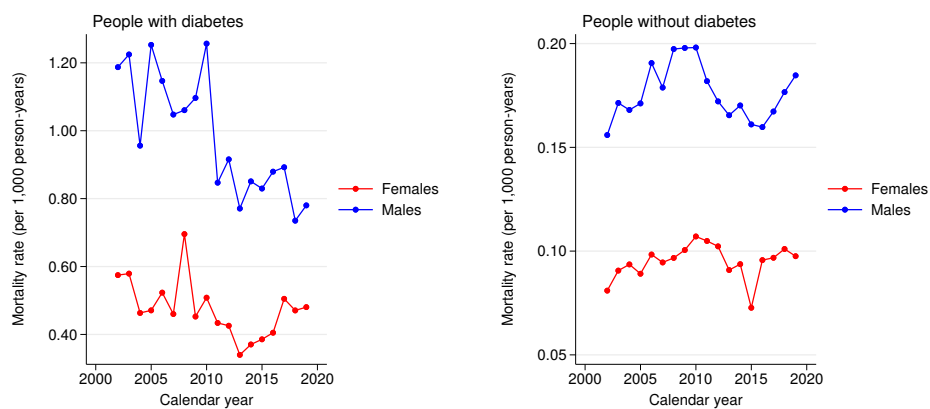 People with diabetes
Mortality rate (per 1,000 person-years)
1.20
1.00
0.80
0.60
0.40
2000 2005 2010 2015 2020
Calendar year
Females
Males
People without diabetes
Mortality rate (per 1,000 person-years)
0.20
0.15
0.10
0.05
2000 2005 2010 2015 2020
Calendar year
Females
Males